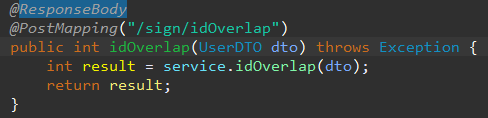 @ResponseBody
@PostMapping("/sign/idOverlap")
public int idOverlap(UserDTO dto) throws Exception {
    int result = service.idOverlap(dto);
    return result;
}